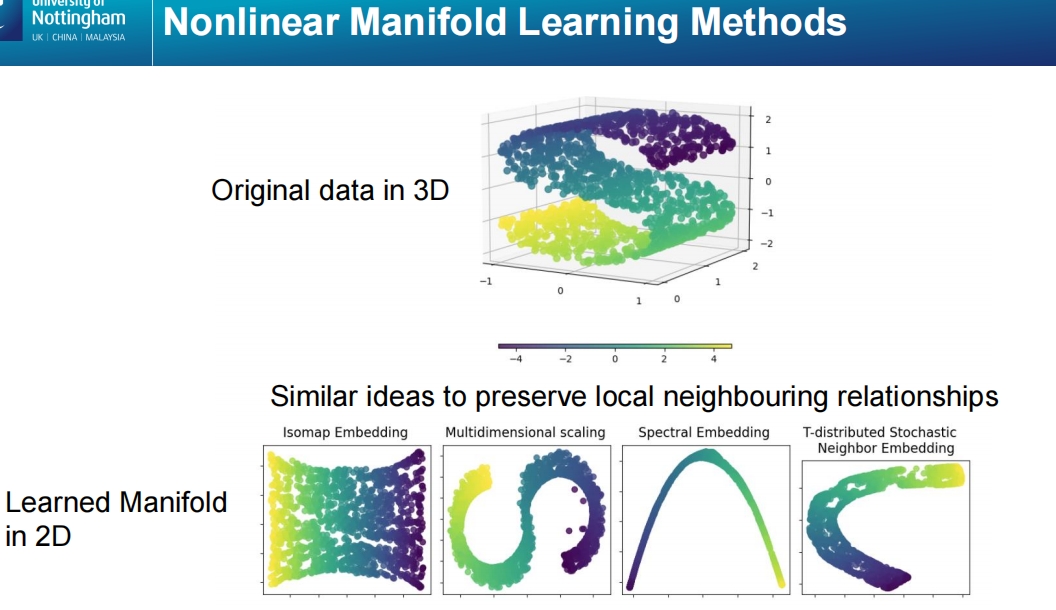 University of
Nottingham
UK | CHINA | MALAYSIA
Nonlinear Manifold Learning Methods
Original data in 3D
2
1
0
−1
−2
−1
0
1
0
1
2
−4
−2
0
2
4
Similar ideas to preserve local neighbouring relationships
Isomap Embedding
Multidimensional scaling
Spectral Embedding
T-distributed Stochastic
Neighbor Embedding
Learned Manifold
in 2D